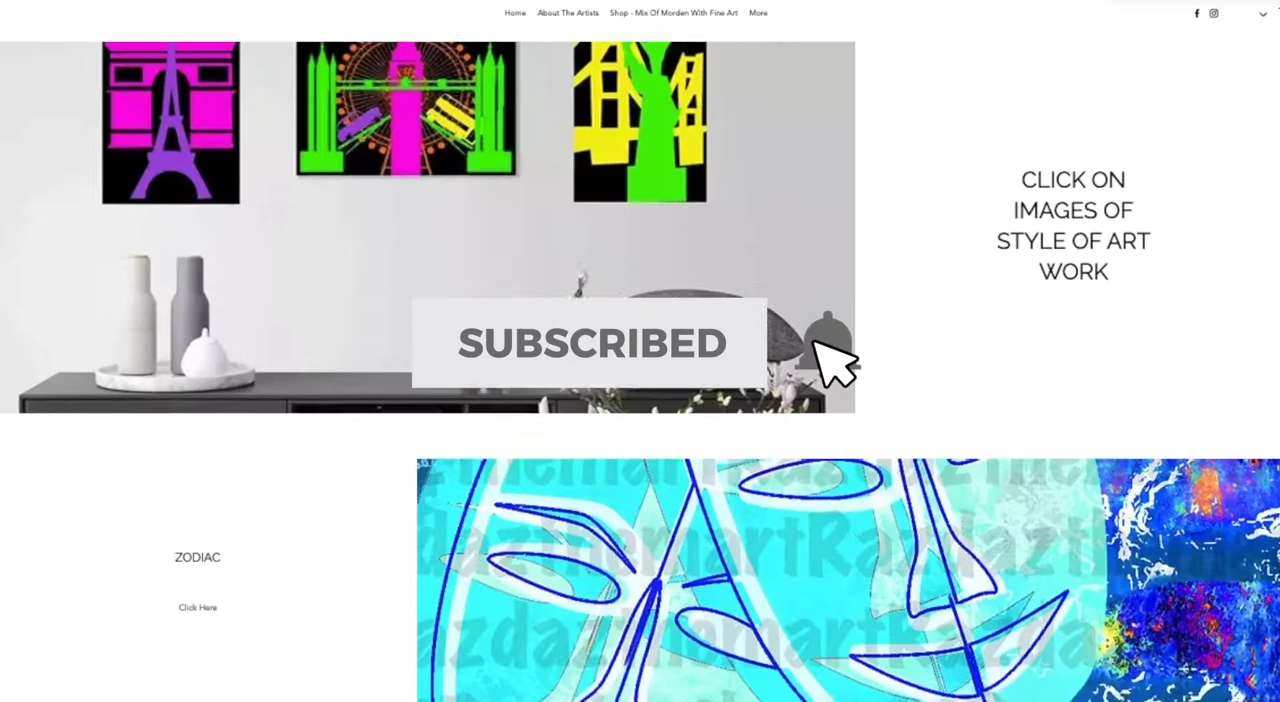 Home About The Artists Shop - Mix Of Mordan With Fine Art More
CLICK ON
IMAGES OF
STYLE OF ART
WORK
SUBSCRIBED
ZODIAC
Click Here